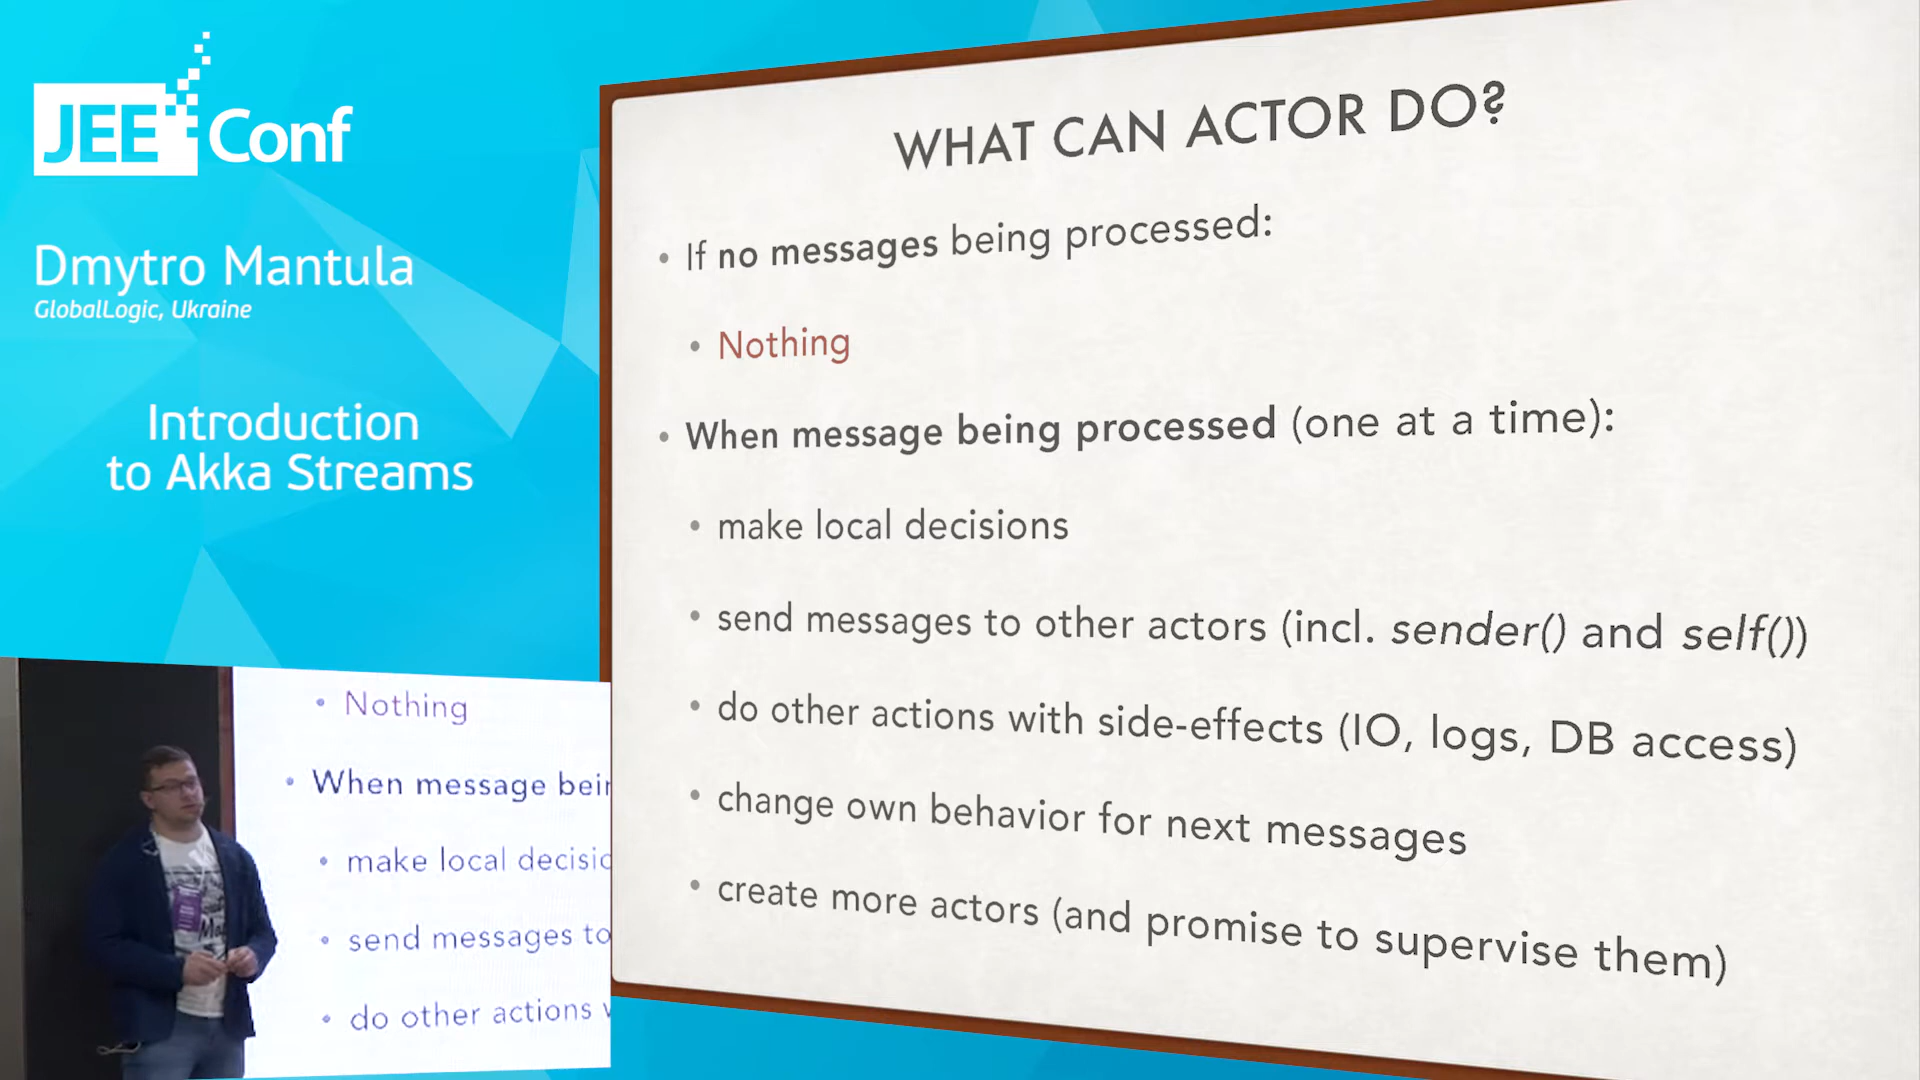 JEE Conf
Dmytro Mantula
GlobalLogic, Ukraine
Introduction
to Akka Streams
WHAT CAN ACTOR DO?
• If no messages being processed:
• Nothing
• When message being processed (one at a time):
• make local decisions
• send messages to other actors (incl. sender() and self())
• do other actions with side-effects (IO, logs, DB access)
• change own behavior for next messages
• create more actors (and promise to supervise them)
• Nothing
• When message bein
• make local decisio
• send messages to
• do other actions